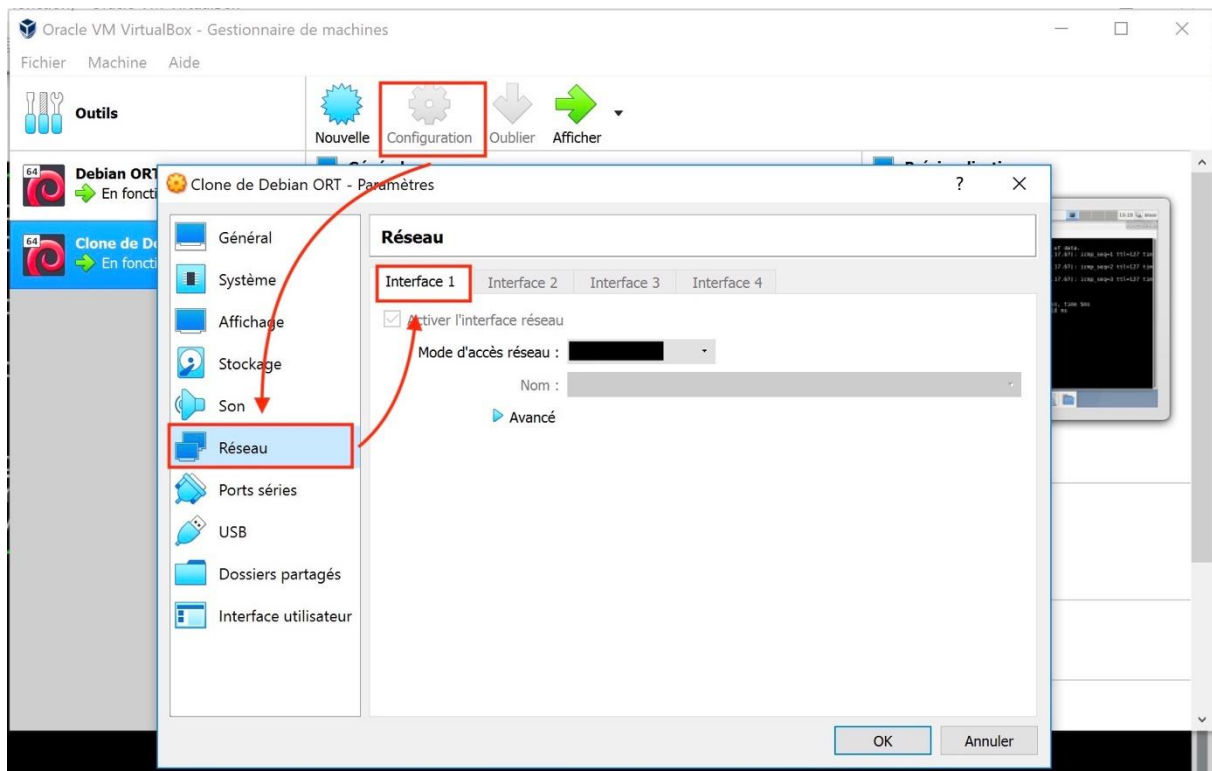 Oracle VM VirtualBox - Gestionnaire de machines
Fichier Machine Aide
Outils
Nouvelle Configuration Oublier Afficher
64 Debian ORT
En foncti
64 Clone de De
En foncti
Clone de Debian ORT - Paramètres ?
Général
Système
Affichage
Stockage
Son
Réseau
Ports séries
USB
Dossiers partagés
Interface utilisateur
Réseau
Interface 1 Interface 2 Interface 3 Interface 4
Activer l'interface réseau
Mode d'accès réseau :
Nom :
Avancé
OK Annuler